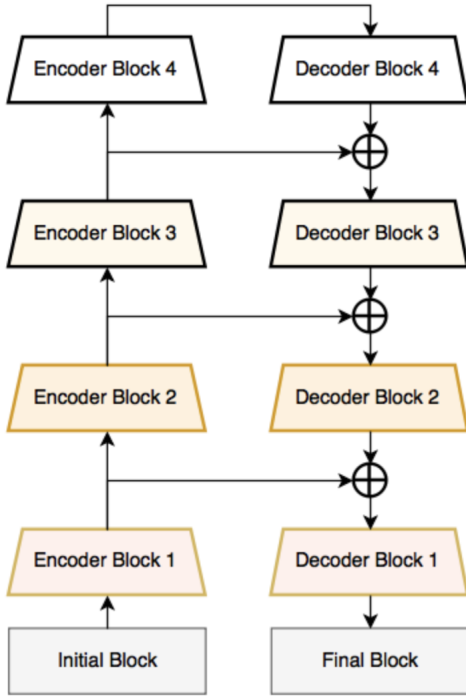 Encoder Block 4
Decoder Block 4
Encoder Block 3
Decoder Block 3
Encoder Block 2
Decoder Block 2
Encoder Block 1
Decoder Block 1
Initial Block
Final Block